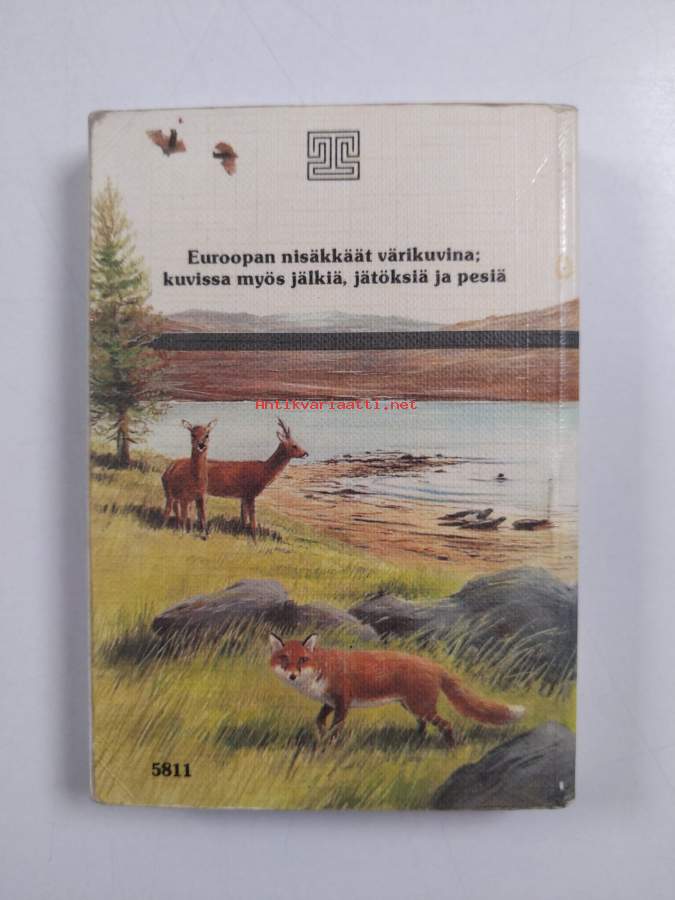 Euroopan nisäkkäät värikuvina;
kuvissa myös jälkiä, jätöksiä ja pesiä
Antikvariaatti.net
5811